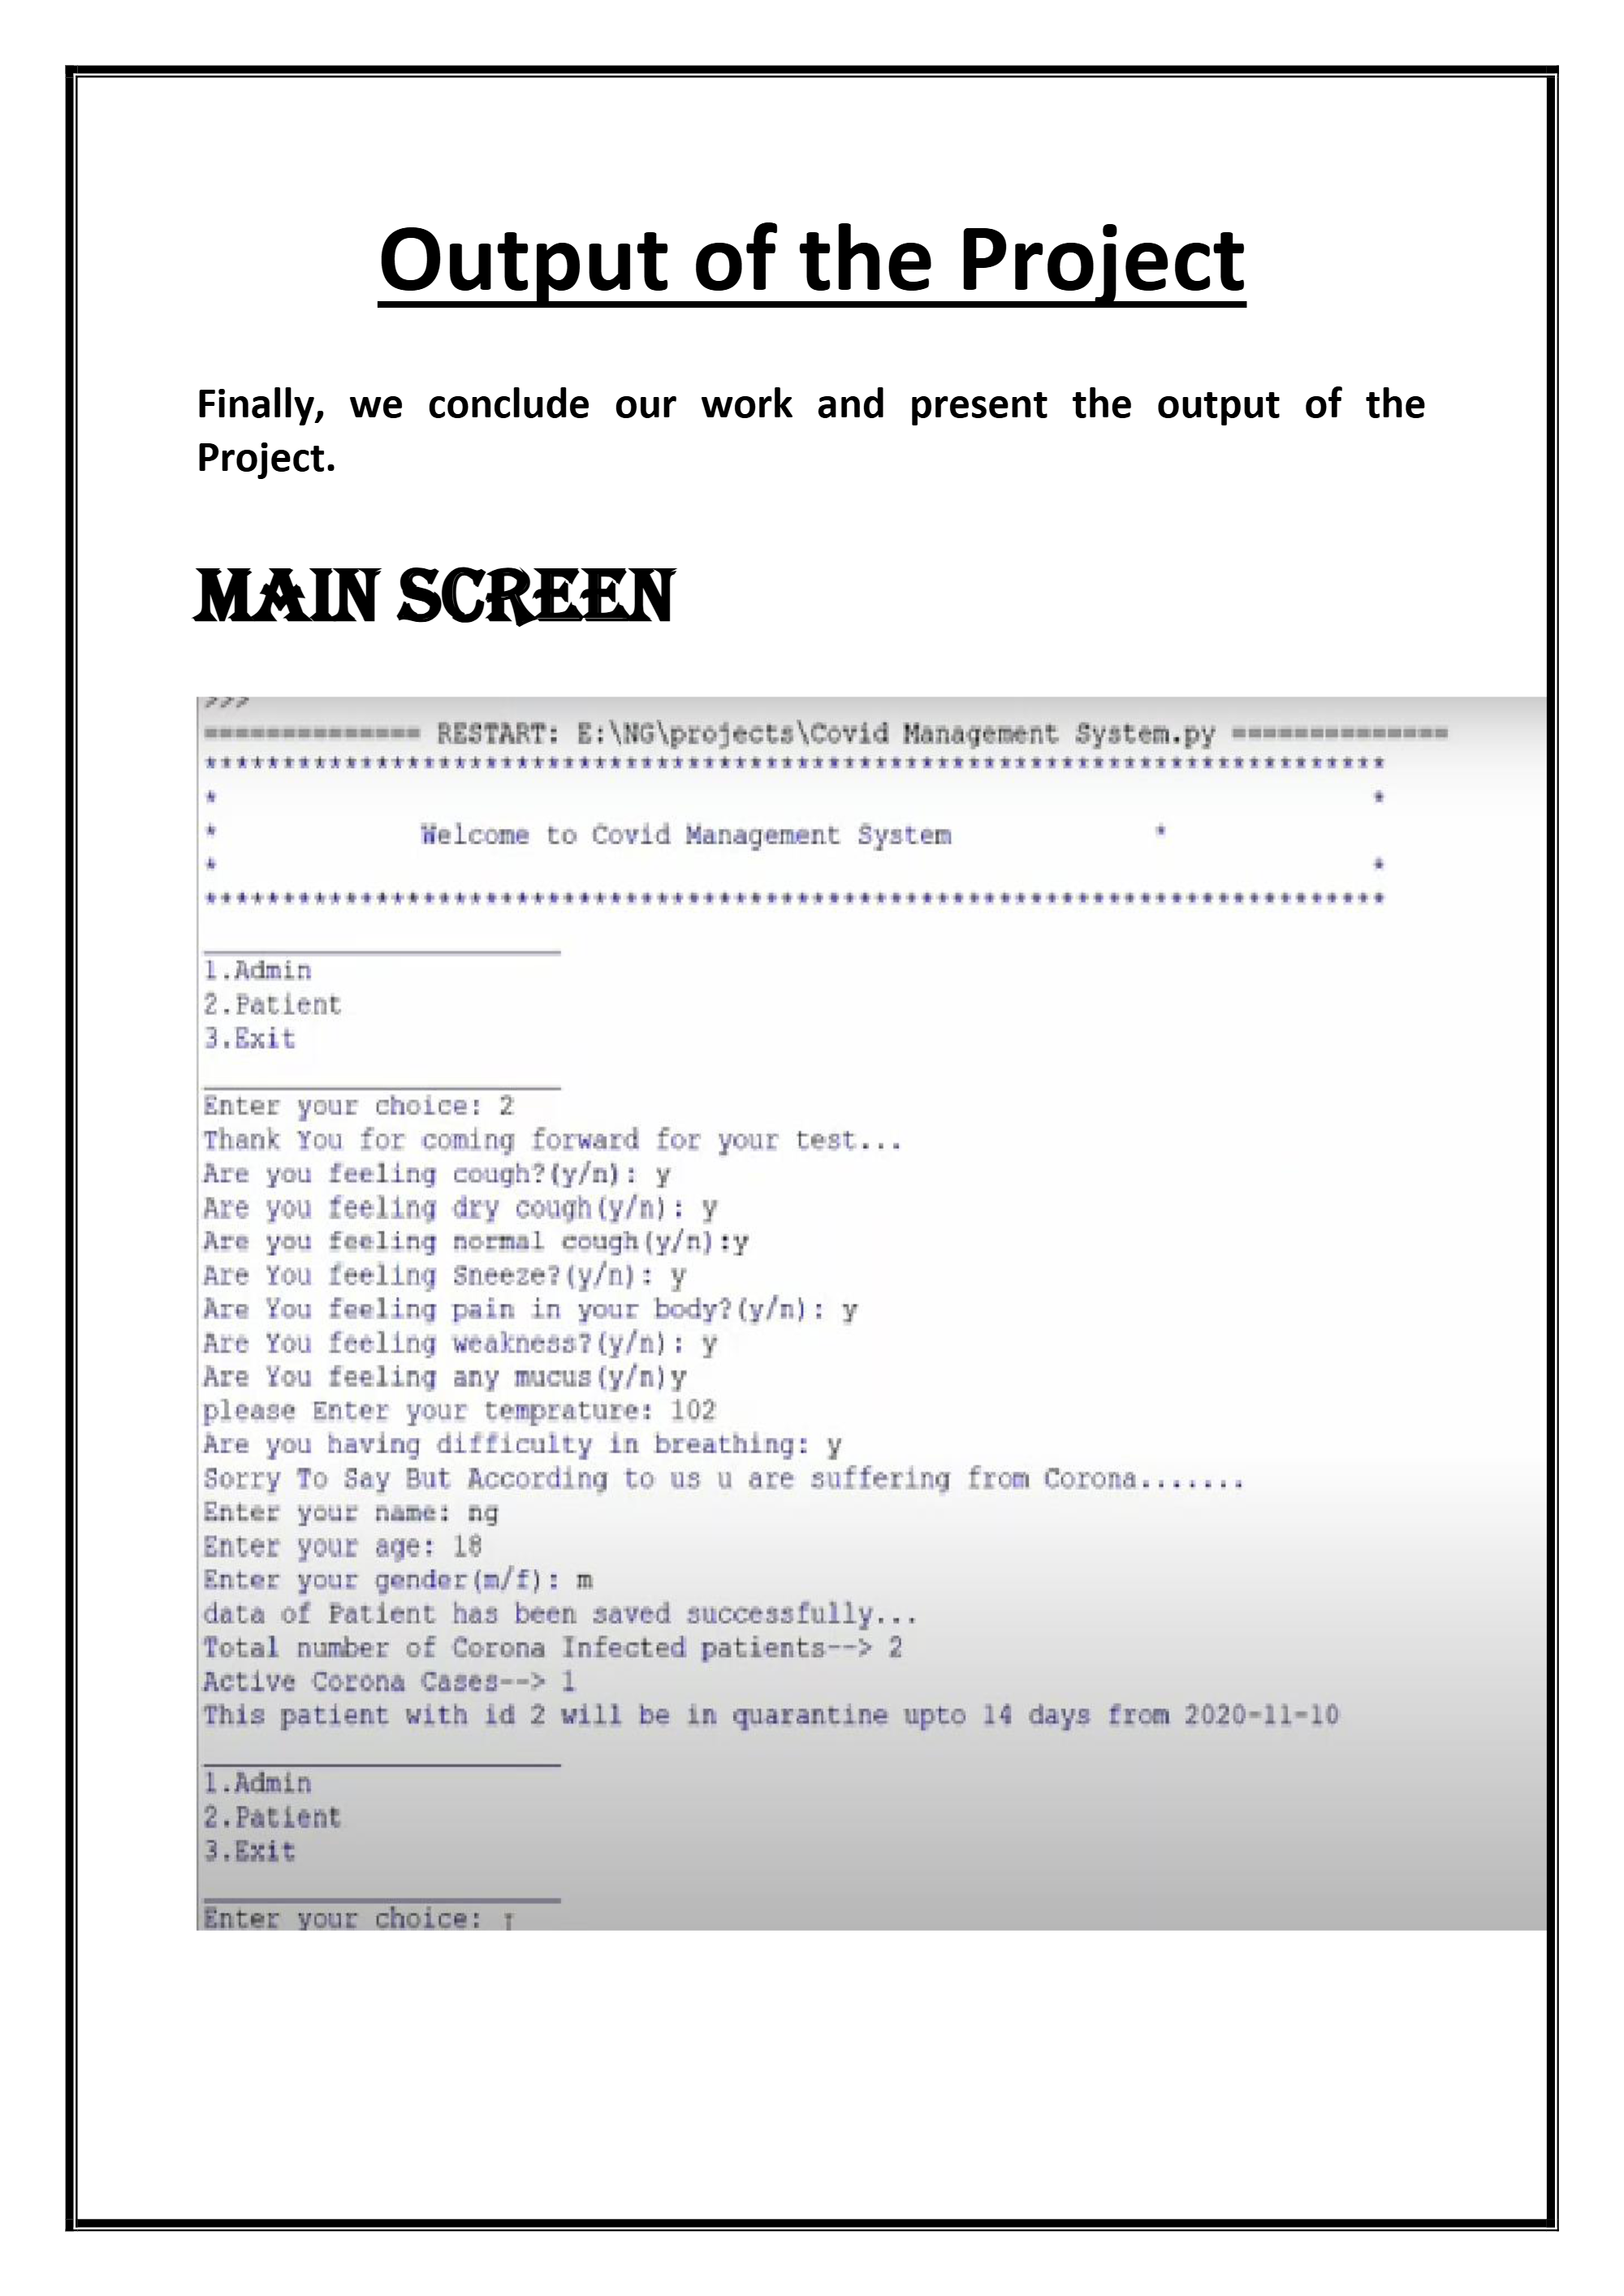 Output of the Project
Finally, we conclude our work and present the output of the
Project.
MAIN SCREEN
>>>
============== RESTART: E:\NG\projects\Covid Management System.py ==============
****************************************************************************
*                                                                          *
*             Welcome to Covid Management System             *
*                                                                          *
****************************************************************************
_______________________
1.Admin
2.Patient
3.Exit
_______________________
Enter your choice: 2
Thank You for coming forward for your test...
Are you feeling cough?(y/n): y
Are you feeling dry cough(y/n): y
Are you feeling normal cough(y/n):y
Are You feeling Sneeze?(y/n): y
Are You feeling pain in your body?(y/n): y
Are You feeling weakness?(y/n): y
Are You feeling any mucus(y/n)y
please Enter your temprature: 102
Are you having difficulty in breathing: y
Sorry To Say But According to us u are suffering from Corona.......
Enter your name: ng
Enter your age: 18
Enter your gender(m/f): m
data of Patient has been saved successfully...
Total number of Corona Infected patients--> 2
Active Corona Cases--> 1
This patient with id 2 will be in quarantine upto 14 days from 2020-11-10
_______________________
1.Admin
2.Patient
3.Exit
_______________________
Enter your choice: